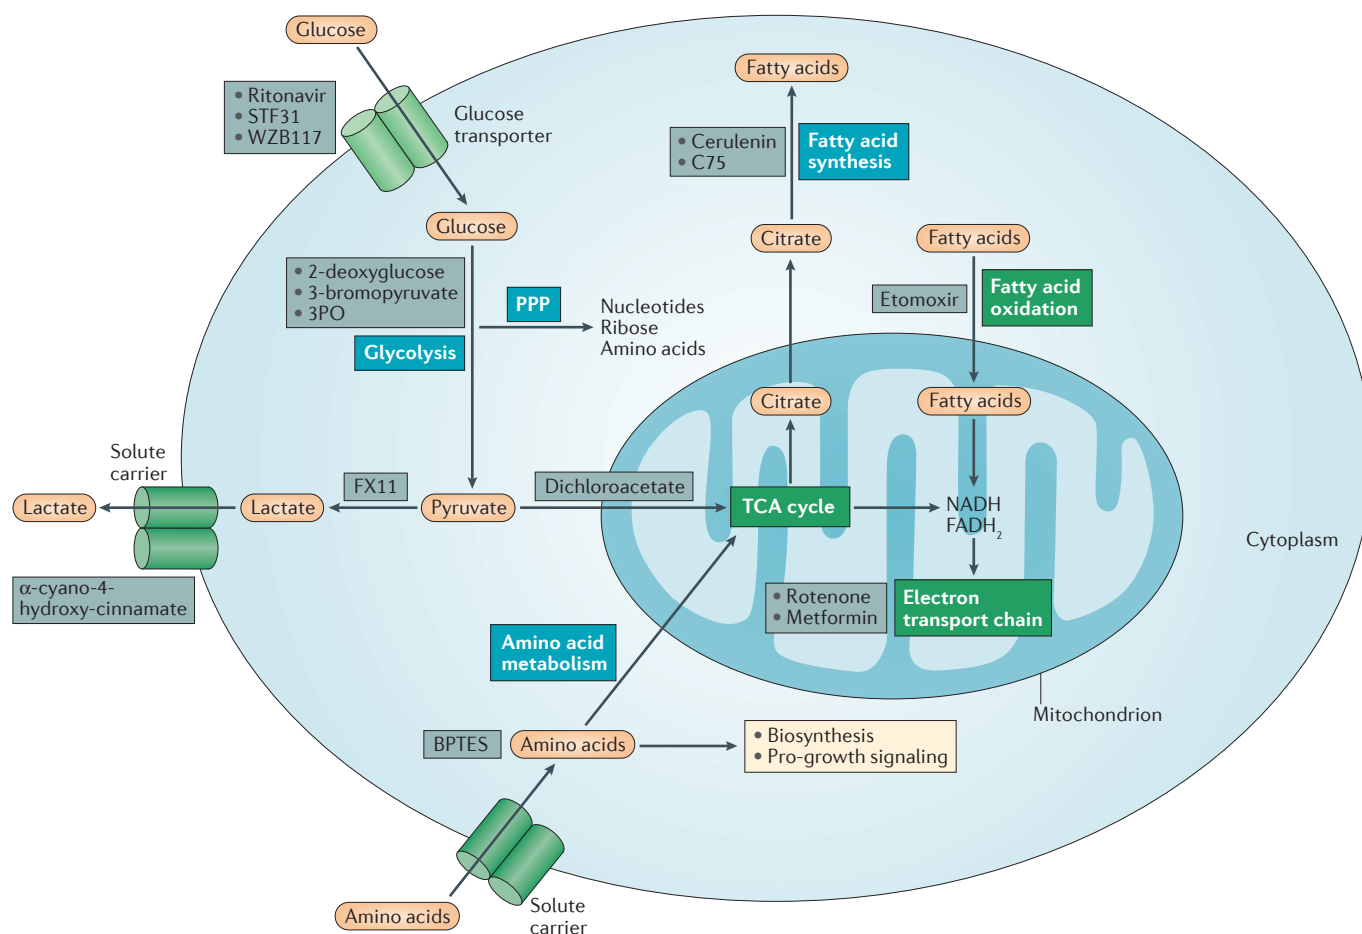 Glucose
• Ritonavir
• STF31
• WZB117
Glucose
transporter
Fatty acids
• Cerulenin
• C75
Fatty acid
synthesis
Glucose
Citrate
Fatty acids
• 2-deoxyglucose
• 3-bromopyruvate
• 3PO
PPP
Nucleotides
Ribose
Amino acids
Etomoxir
Fatty acid
oxidation
Glycolysis
Citrate
Fatty acids
Solute
carrier
Lactate
Lactate
FX11
Pyruvate
Dichloroacetate
TCA cycle
NADH
FADH₂
Cytoplasm
α-cyano-4-
hydroxy-cinnamate
• Rotenone
• Metformin
Electron
transport chain
Amino acid
metabolism
Mitochondrion
BPTES
Amino acids
• Biosynthesis
• Pro-growth signaling
Amino acids
Solute
carrier